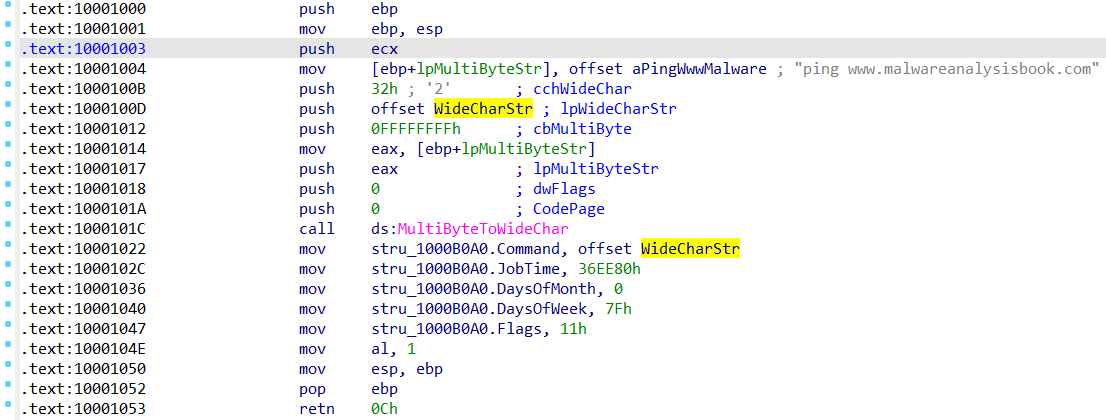 .text:10001000 push ebp
.text:10001001 mov ebp, esp
.text:10001003 push ecx
.text:10001004 mov [ebp+lpMultiByteStr], offset aPingWwwMalware ; "ping www.malwareanalysisbook.com"
.text:1000100B push 32h ; '2' ; cchWideChar
.text:1000100D push offset WideCharStr ; lpWideCharStr
.text:10001012 push 0FFFFFFFFh ; cbMultiByte
.text:10001014 mov eax, [ebp+lpMultiByteStr]
.text:10001017 push eax ; lpMultiByteStr
.text:10001018 push 0 ; dwFlags
.text:1000101A push 0 ; CodePage
.text:1000101C call ds:MultiByteToWideChar
.text:10001022 mov stru_1000B0A0.Command, offset WideCharStr
.text:1000102C mov stru_1000B0A0.JobTime, 36EE80h
.text:10001036 mov stru_1000B0A0.DaysOfMonth, 0
.text:10001040 mov stru_1000B0A0.DaysOfWeek, 7Fh
.text:10001047 mov stru_1000B0A0.Flags, 11h
.text:1000104E mov al, 1
.text:10001050 mov esp, ebp
.text:10001052 pop ebp
.text:10001053 retn 0Ch